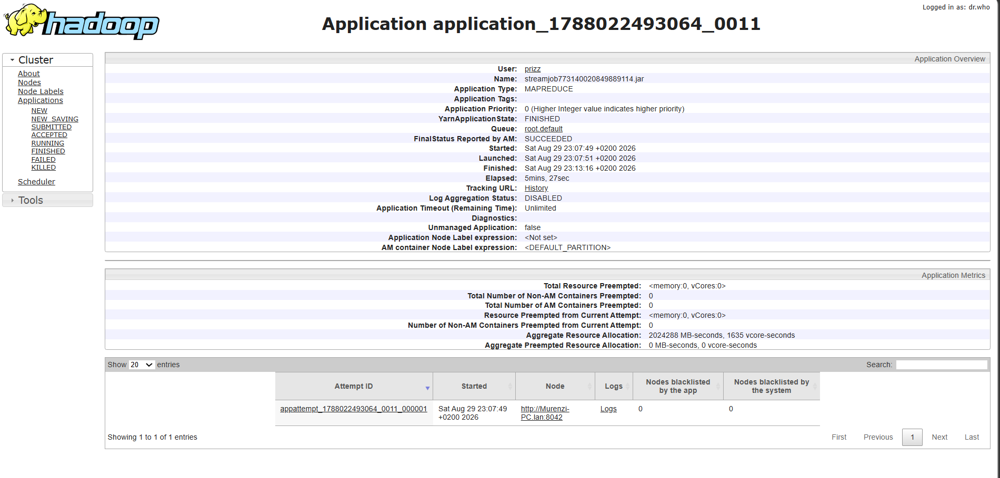 Logged in as: dr.who
hadoop
Application application_1788022493064_0011
Cluster
About
Nodes
Node Labels
Applications
NEW
NEW_SAVING
SUBMITTED
ACCEPTED
RUNNING
FINISHED
FAILED
KILLED
Scheduler
Tools
Application Overview
User: prizz
Name: streamjob773140020849889114.jar
Application Type: MAPREDUCE
Application Tags:
Application Priority: 0 (Higher Integer value indicates higher priority)
YarnApplicationState: FINISHED
Queue: root.default
FinalStatus Reported by AM: SUCCEEDED
Started: Sat Aug 29 23:07:49 +0200 2026
Launched: Sat Aug 29 23:07:51 +0200 2026
Finished: Sat Aug 29 23:13:16 +0200 2026
Elapsed: 5mins, 27sec
Tracking URL: History
Log Aggregation Status: DISABLED
Application Timeout (Remaining Time): Unlimited
Diagnostics:
Unmanaged Application: false
Application Node Label expression: <Not set>
AM container Node Label expression: <DEFAULT_PARTITION>
Application Metrics
Total Resource Preempted: <memory:0, vCores:0>
Total Number of Non-AM Containers Preempted: 0
Total Number of AM Containers Preempted: 0
Resource Preempted from Current Attempt: <memory:0, vCores:0>
Number of Non-AM Containers Preempted from Current Attempt: 0
Aggregate Resource Allocation: 2024288 MB-seconds, 1635 vcore-seconds
Aggregate Preempted Resource Allocation: 0 MB-seconds, 0 vcore-seconds
Show 20 entries Search:
Attempt ID Started Node Logs Nodes blacklisted by the app Nodes blacklisted by the system
appattempt_1788022493064_0011_000001 Sat Aug 29 23:07:49 +0200 2026 http://Murenzi-PC.lan:8042 Logs 0 0
Showing 1 to 1 of 1 entries First Previous 1 Next Last